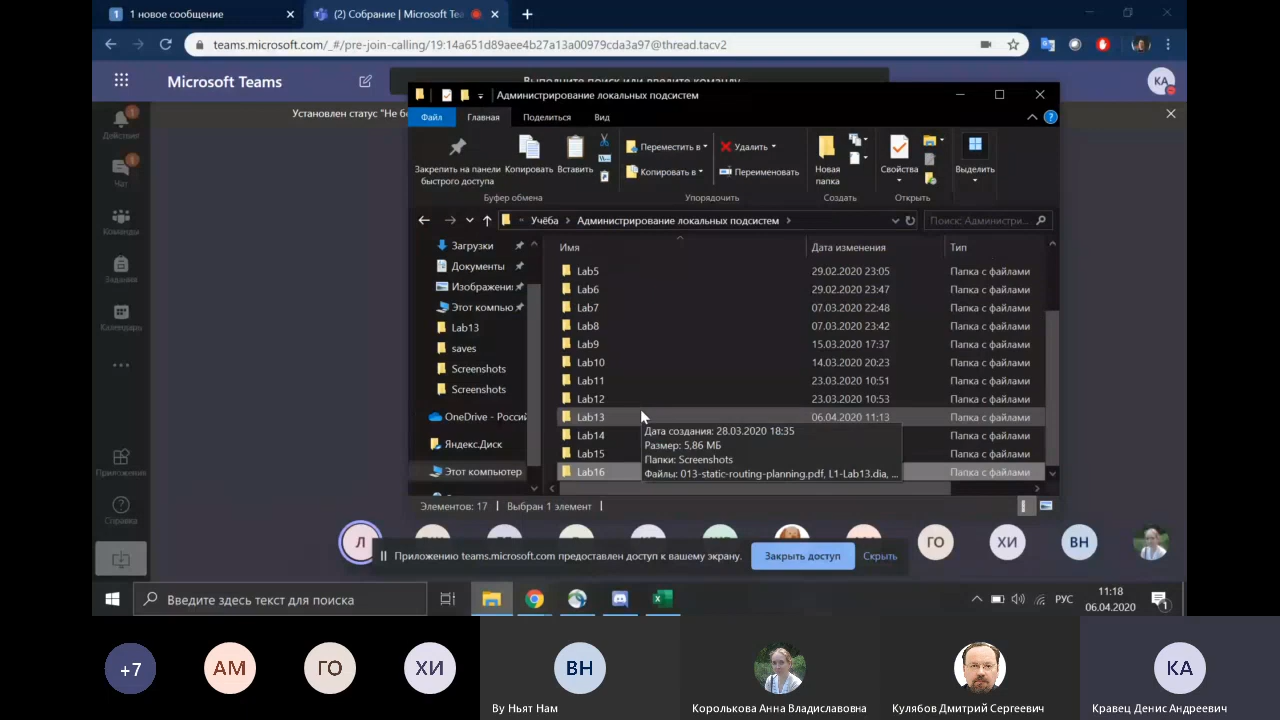 1 новое сообщение
(2) Собрание | Microsoft Tea
teams.microsoft.com/_#/pre-join-calling/19:14a651d89aee4b27a13a00979cda3a97@thread.tacv2
Microsoft Teams
Выполните поиск или введите команду
КА
Установлен статус "Не бе
Действия
Чат
Команды
Задания
Календарь
Приложения
Справка
Администрирование локальных подсистем
Файл
Главная
Поделиться
Вид
Закрепить на панели
быстрого доступа
Копировать
Вставить
Переместить в
Копировать в
Удалить
Переименовать
Новая
папка
Свойства
Выделить
Буфер обмена
Упорядочить
Создать
Открыть
« Учёба > Администрирование локальных подсистем >
Поиск: Администри...
Загрузки
Документы
Изображени
Этот компью
Lab13
saves
Screenshots
Screenshots
OneDrive - Россий
Яндекс.Диск
Этот компьютер
Имя Дата изменения Тип
Lab5 29.02.2020 23:05 Папка с файлами
Lab6 29.02.2020 23:47 Папка с файлами
Lab7 07.03.2020 22:48 Папка с файлами
Lab8 07.03.2020 23:42 Папка с файлами
Lab9 15.03.2020 17:37 Папка с файлами
Lab10 14.03.2020 20:23 Папка с файлами
Lab11 23.03.2020 10:51 Папка с файлами
Lab12 23.03.2020 10:53 Папка с файлами
Lab13 06.04.2020 11:13 Папка с файлами
Lab14 Папка с файлами
Lab15 Папка с файлами
Lab16 Папка с файлами
Дата создания: 28.03.2020 18:35
Размер: 5,86 МБ
Папки: Screenshots
Файлы: 013-static-routing-planning.pdf, L1-Lab13.dia, ...
Элементов: 17
Выбран 1 элемент
Л
ГО
ХИ
ВН
Приложению teams.microsoft.com предоставлен доступ к вашему экрану.
Закрыть доступ
Скрыть
Введите здесь текст для поиска
РУС
11:18
06.04.2020
1
+7
АМ
ГО
ХИ
ВН
КА
Ву Ньят Нам
Королькова Анна Владиславовна
Кулябов Дмитрий Сергеевич
Кравец Денис Андреевич